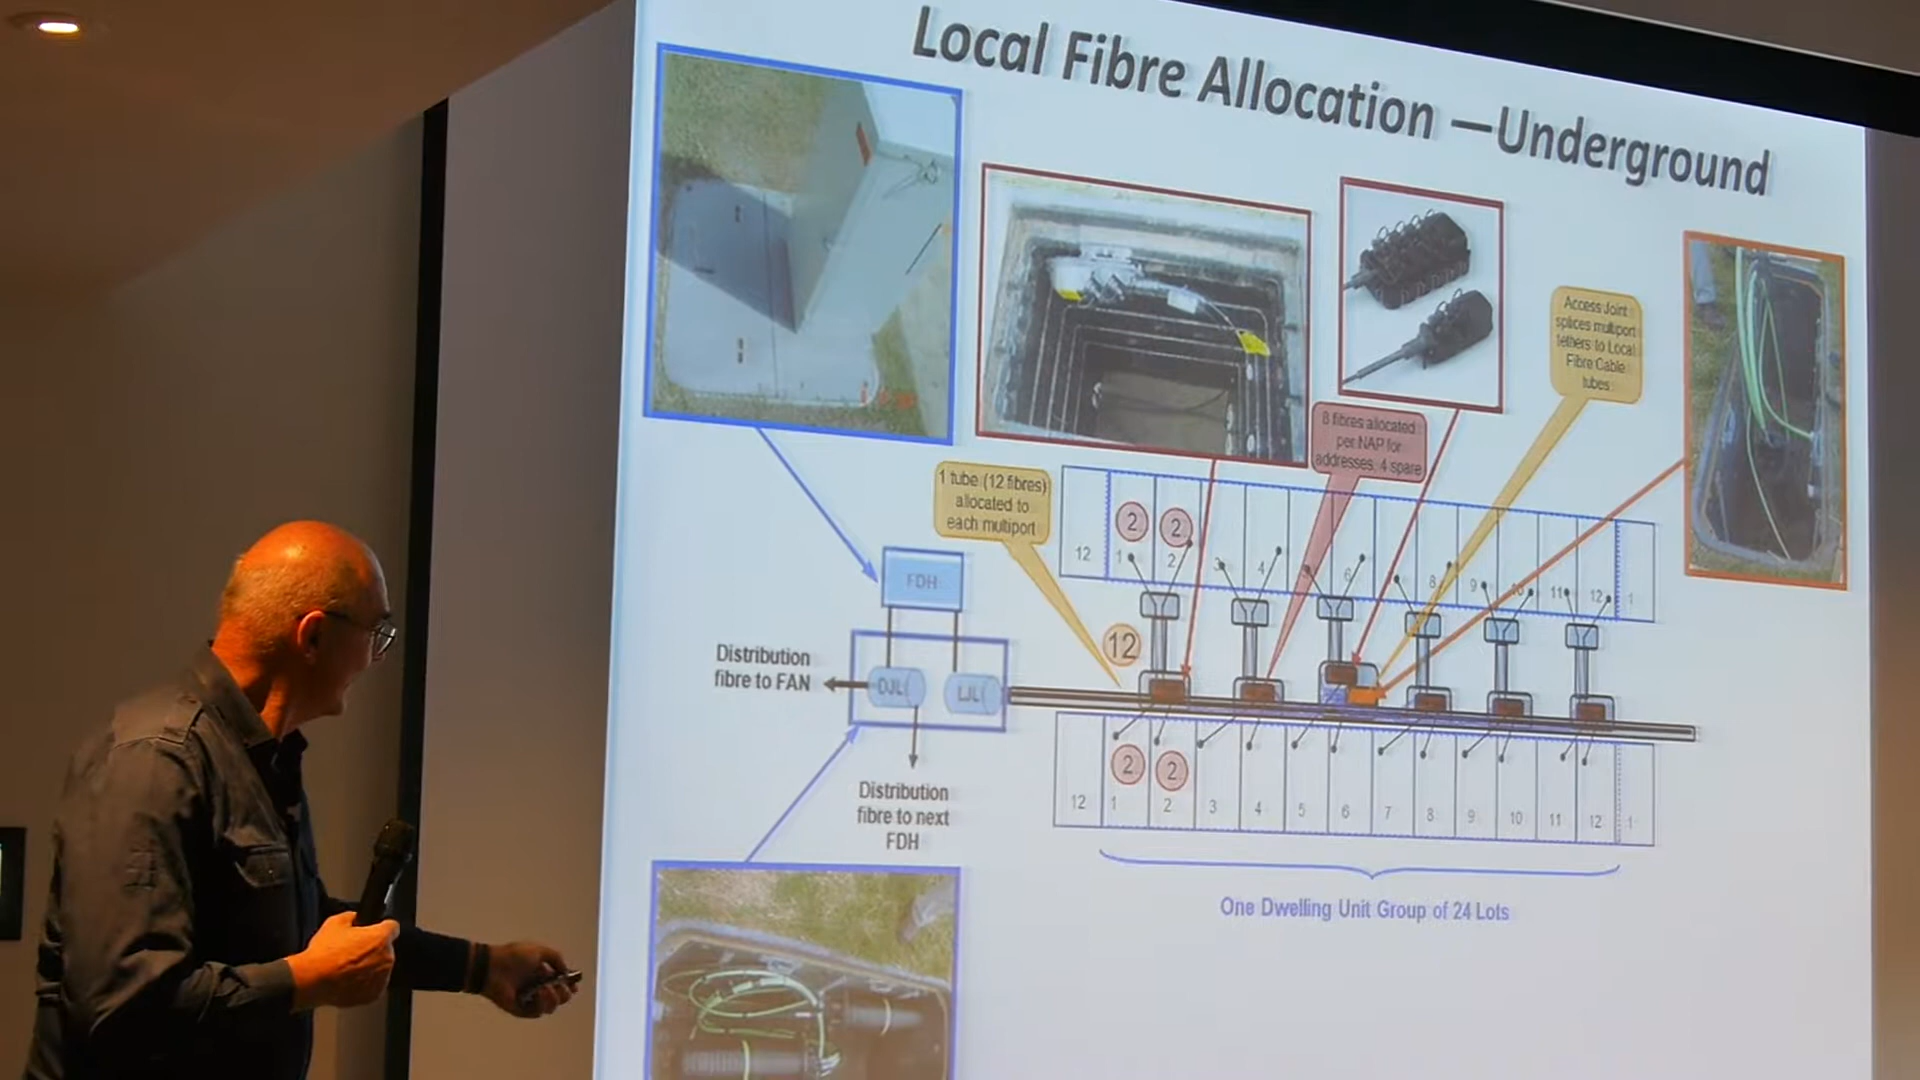 Local Fibre Allocation —Underground
Access Joint
splices multiport
tethers to Local
Fibre Cable
tubes
8 fibres allocated
per NAP for
addresses, 4 spare
1 tube (12 fibres)
allocated to
each multiport
2 2
12 1 2 3 4 6 8 9 10 11 12 1
FDH
12
Distribution
fibre to FAN
DJL LJL
Distribution
fibre to next
FDH
2 2
12 1 2 3 4 5 6 7 8 9 10 11 12 1
One Dwelling Unit Group of 24 Lots